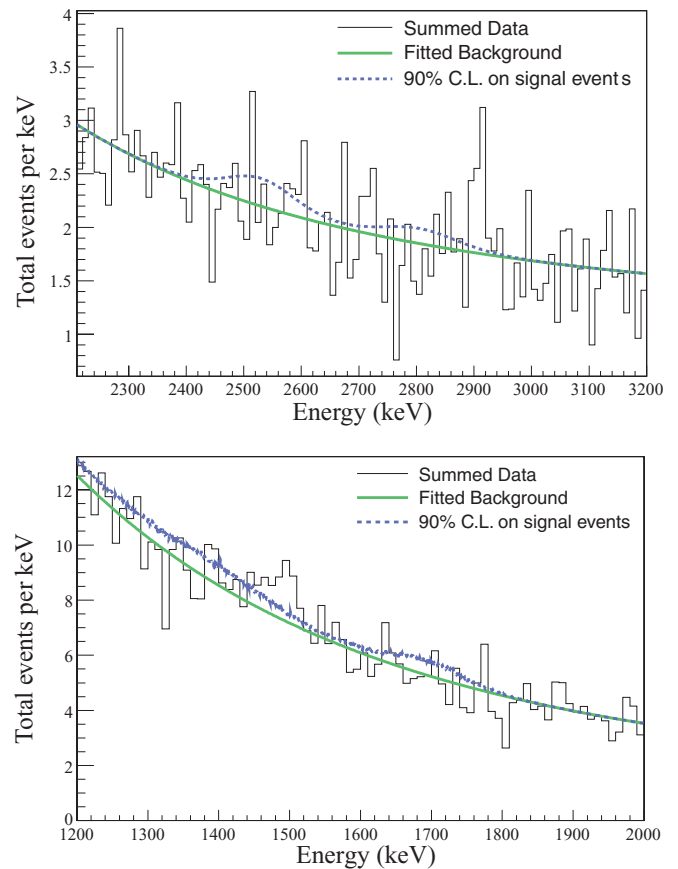 4
3.5
3
2.5
2
1.5
1
Total events per keV
Summed Data
Fitted Background
90% C.L. on signal events
2300 2400 2500 2600 2700 2800 2900 3000 3100 3200
Energy (keV)
12
10
8
6
4
2
0
Total events per keV
Summed Data
Fitted Background
90% C.L. on signal events
1200 1300 1400 1500 1600 1700 1800 1900 2000
Energy (keV)